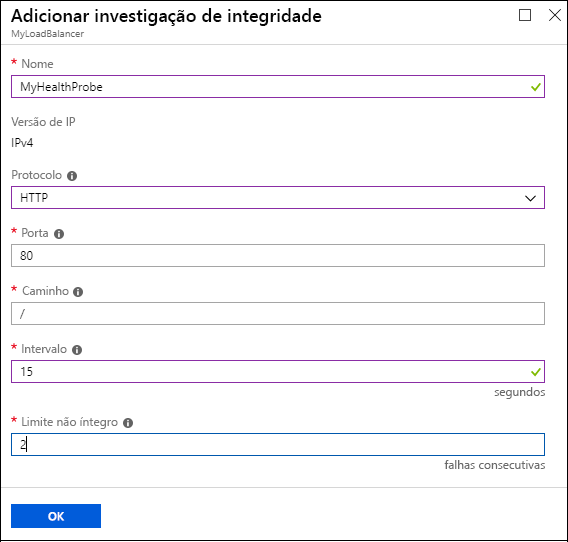 Adicionar investigação de integridade
MyLoadBalancer
* Nome
MyHealthProbe
Versão de IP
IPv4
Protocolo
HTTP
* Porta
80
* Caminho
/
* Intervalo
15
segundos
* Limite não íntegro
2
falhas consecutivas
OK